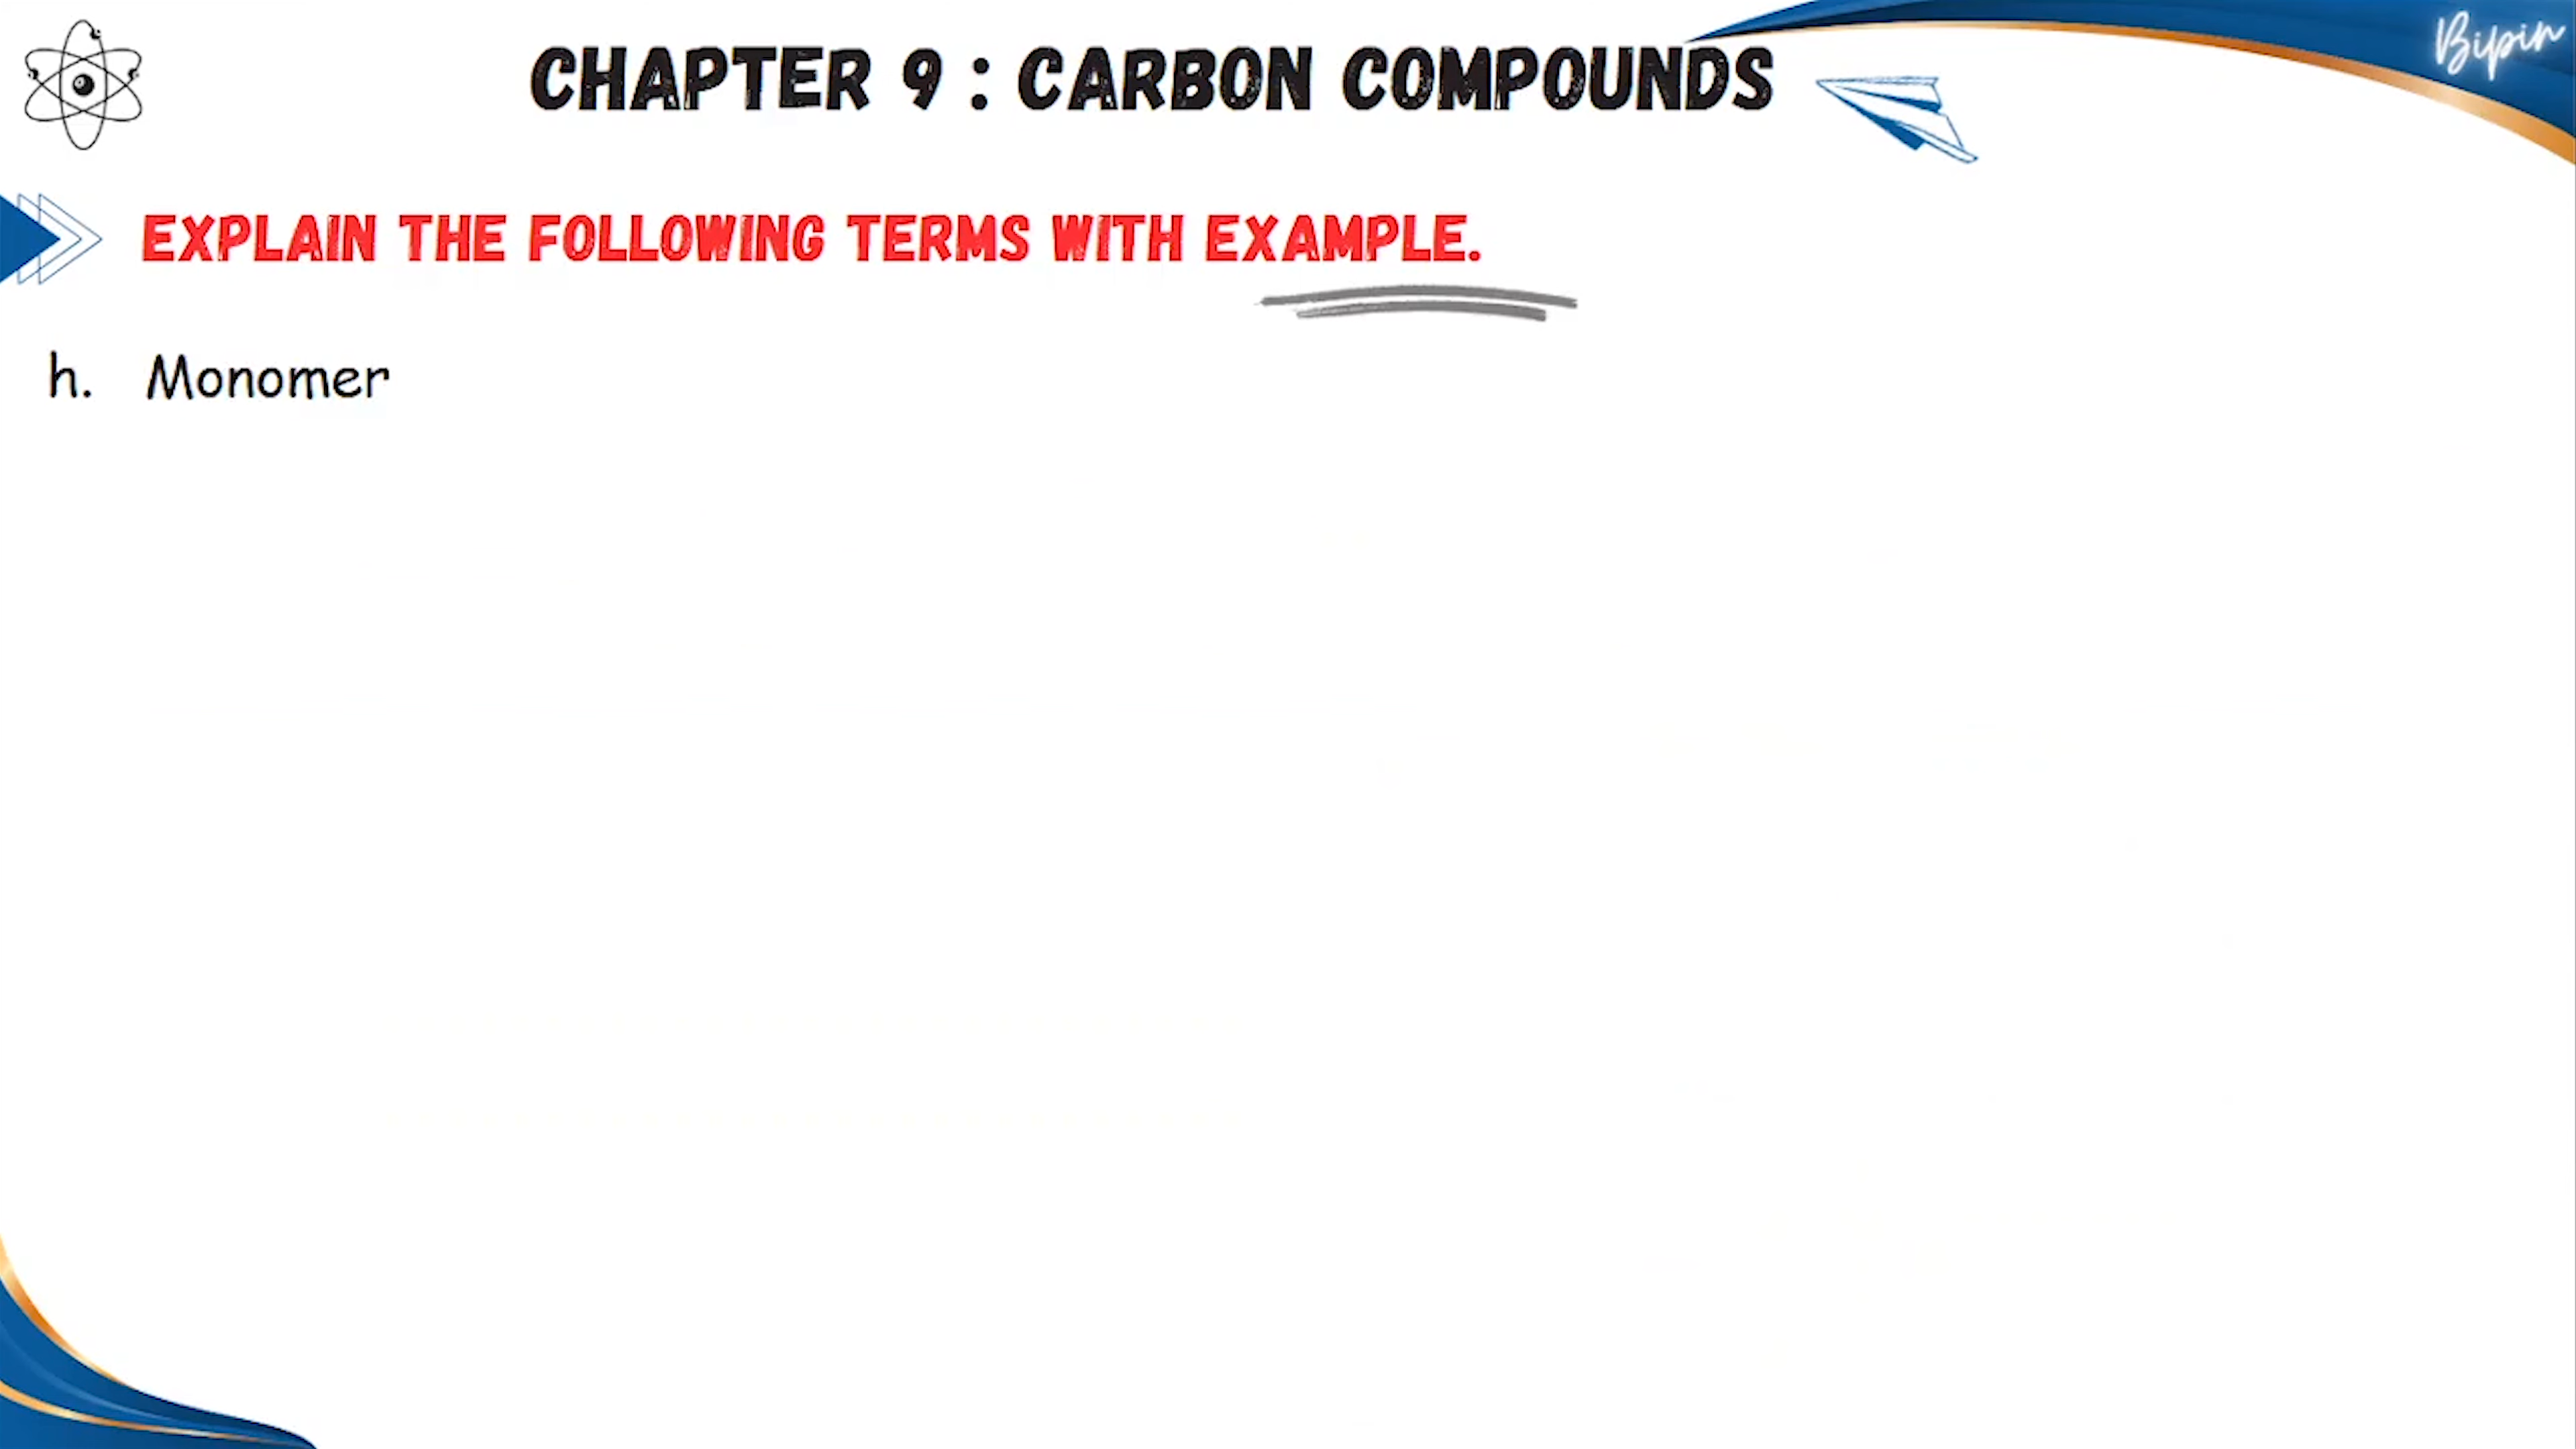 Bipin
CHAPTER 9 : CARBON COMPOUNDS
EXPLAIN THE FOLLOWING TERMS WITH EXAMPLE.
h. Monomer